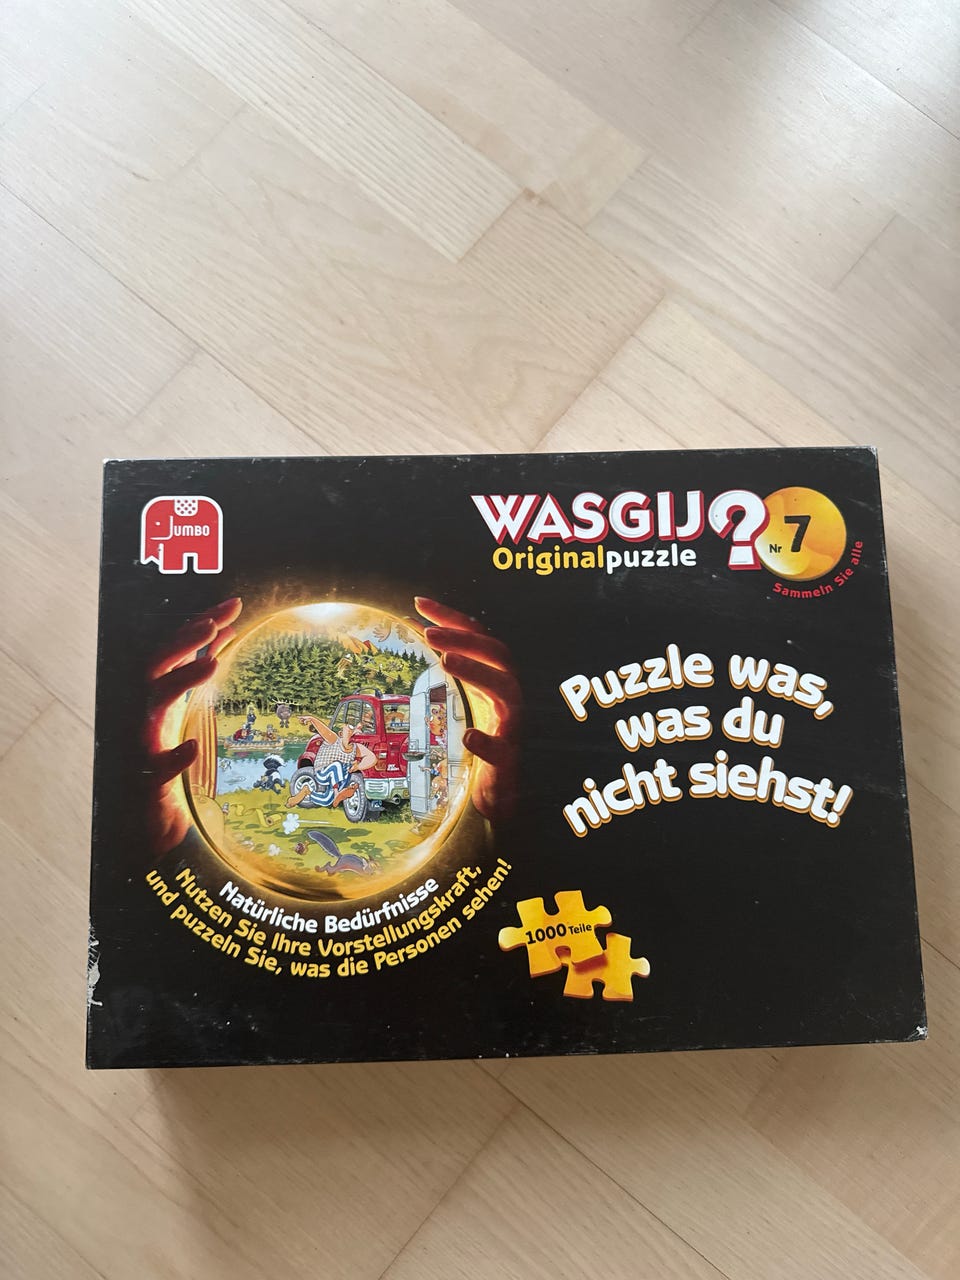 JUMBO
WASGIJ?
Originalpuzzle
Nr 7
Sammeln Sie alle
Puzzle was,
was du
nicht siehst!
Natürliche Bedürfnisse
Nutzen Sie Ihre Vorstellungskraft,
und puzzeln Sie, was die Personen sehen!
1000 Teile